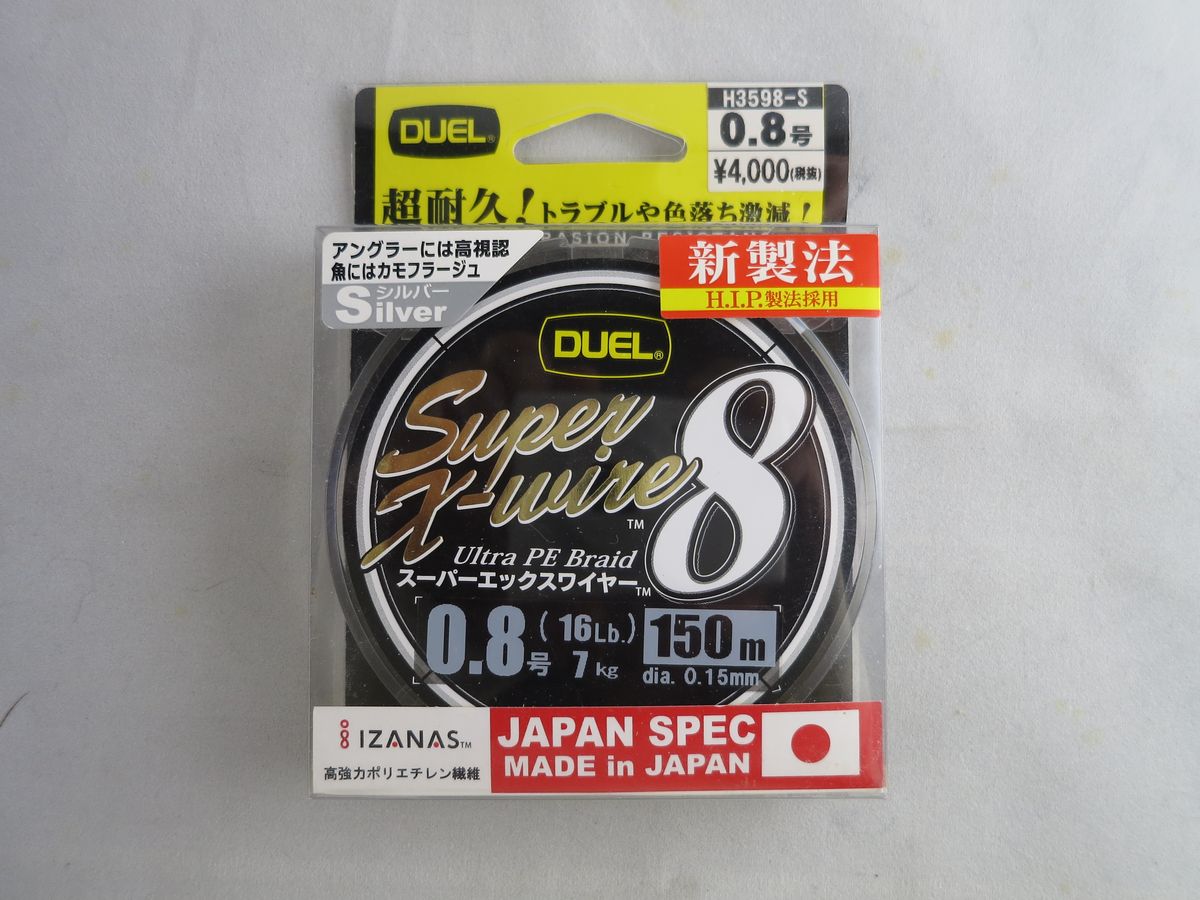 DUEL®
H3598-S
0.8号
¥4,000(税抜)
超耐久!トラブルや色落ち激減!
アングラーには高視認
魚にはカモフラージュ
シルバー
Silver
新製法
H.I.P.製法採用
DUEL®
Super
X-wire 8
TM
Ultra PE Braid
スーパーエックスワイヤー TM
0.8号 (16Lb.) 150m
7kg dia. 0.15mm
IZANAS TM
高強力ポリエチレン繊維
JAPAN SPEC
MADE in JAPAN